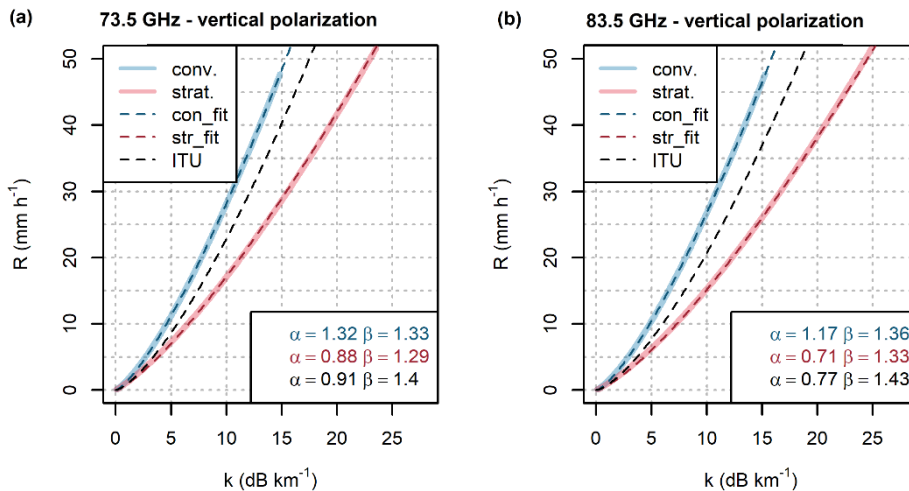 (a) 73.5 GHz - vertical polarization
R (mm h⁻¹)
50
40
30
20
10
0
conv.
strat.
con_fit
str_fit
ITU
α = 1.32 β = 1.33
α = 0.88 β = 1.29
α = 0.91 β = 1.4
0 5 10 15 20 25
k (dB km⁻¹)
(b) 83.5 GHz - vertical polarization
R (mm h⁻¹)
50
40
30
20
10
0
conv.
strat.
con_fit
str_fit
ITU
α = 1.17 β = 1.36
α = 0.71 β = 1.33
α = 0.77 β = 1.43
0 5 10 15 20 25
k (dB km⁻¹)